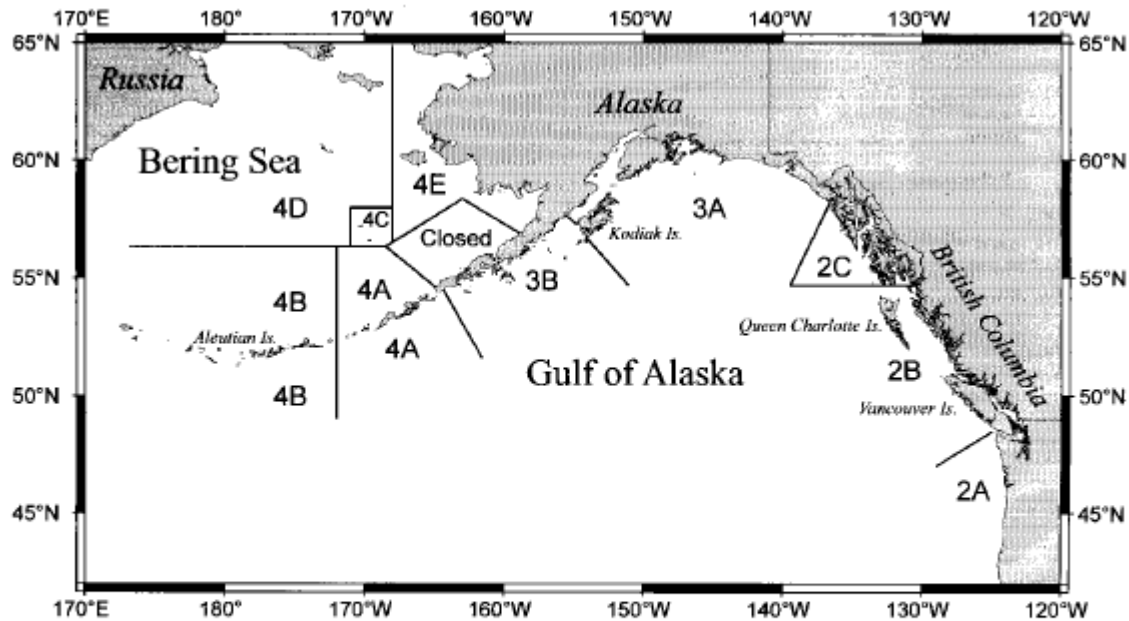 170°E 180° 170°W 160°W 150°W 140°W 130°W 120°W
65°N 65°N
Russia
Alaska
60°N 60°N
Bering Sea
4E
4D 4C 3A
Kodiak Is.
Closed
55°N 55°N
4B 4A 3B 2C
British Columbia
Aleutian Is. Queen Charlotte Is.
4A
Gulf of Alaska 2B
50°N 50°N
4B Vancouver Is.
2A
45°N 45°N
170°E 180° 170°W 160°W 150°W 140°W 130°W 120°W